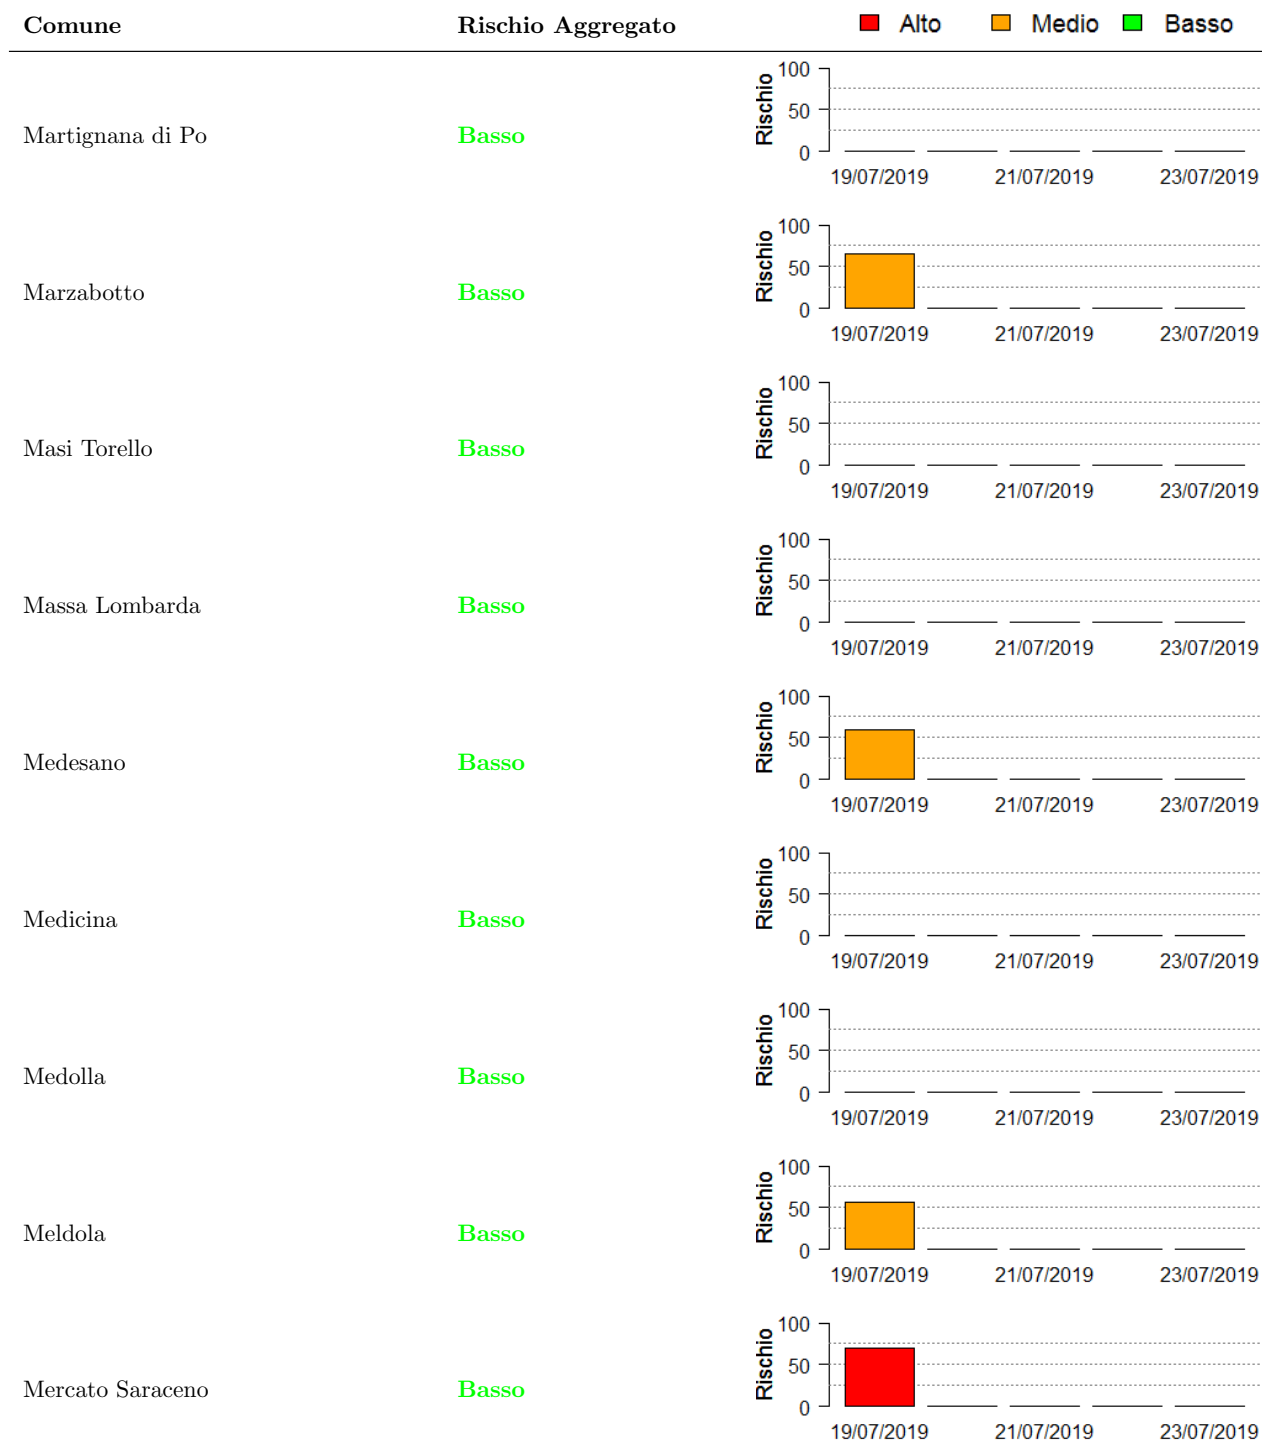 Comune Rischio Aggregato Alto Medio Basso
Martignana di Po Basso Rischio 100 50 0
19/07/2019 21/07/2019 23/07/2019
Marzabotto Basso Rischio 100 50 0
19/07/2019 21/07/2019 23/07/2019
Masi Torello Basso Rischio 100 50 0
19/07/2019 21/07/2019 23/07/2019
Massa Lombarda Basso Rischio 100 50 0
19/07/2019 21/07/2019 23/07/2019
Medesano Basso Rischio 100 50 0
19/07/2019 21/07/2019 23/07/2019
Medicina Basso Rischio 100 50 0
19/07/2019 21/07/2019 23/07/2019
Medolla Basso Rischio 100 50 0
19/07/2019 21/07/2019 23/07/2019
Meldola Basso Rischio 100 50 0
19/07/2019 21/07/2019 23/07/2019
Mercato Saraceno Basso Rischio 100 50 0
19/07/2019 21/07/2019 23/07/2019